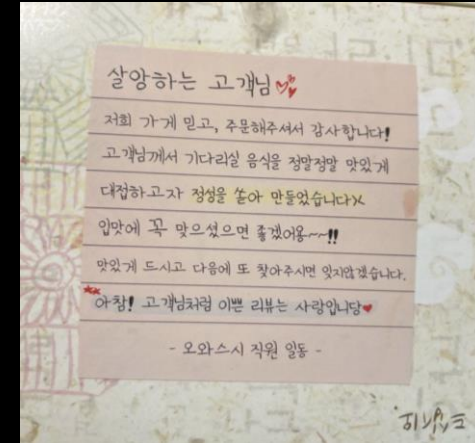 살앙하는 고객님
저희 가게 믿고, 주문해주셔서 감사합니다!
고객님께서 기다리실 음식을 정말정말 맛있게
대접하고자 정성을 쏟아 만들었습니다X
입맛에 꼭 맞으셨으면 좋겠어용~~!!
맛있게 드시고 다음에 또 찾아주시면 잊지않겠습니다.
아참! 고객님처럼 이쁜 리뷰는 사랑입니당
- 오와스시 직원 일동 -